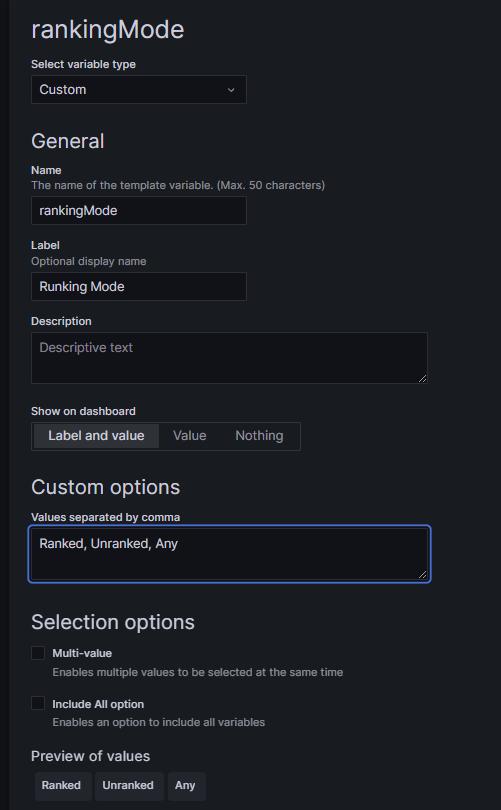 rankingMode
Select variable type
Custom
General
Name
The name of the template variable. (Max. 50 characters)
rankingMode
Label
Optional display name
Runking Mode
Description
Descriptive text
Show on dashboard
Label and value Value Nothing
Custom options
Values separated by comma
Ranked, Unranked, Any
Selection options
Multi-value
Enables multiple values to be selected at the same time
Include All option
Enables an option to include all variables
Preview of values
Ranked Unranked Any